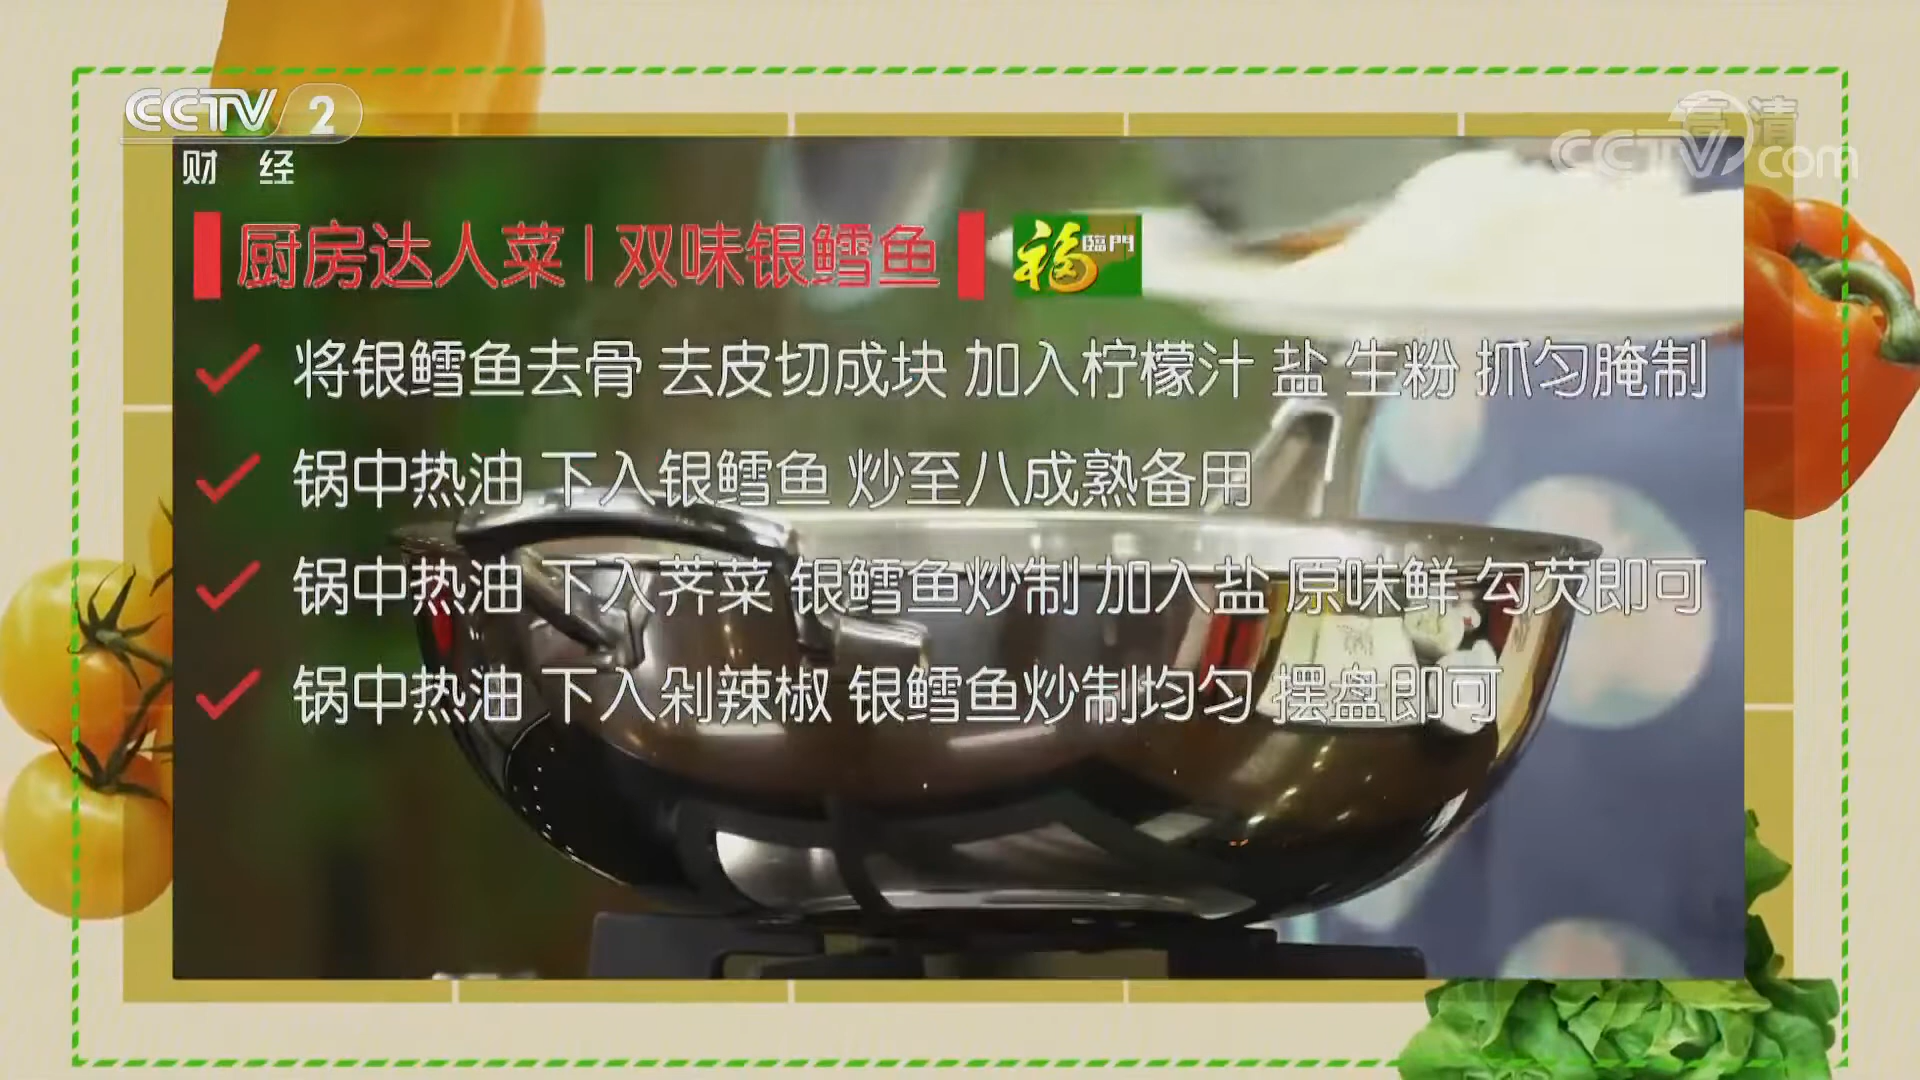 CCTV 2
高清
CCTV.com
财 经
厨房达人菜 | 双味银鳕鱼
福臨門
将银鳕鱼去骨 去皮切成块 加入柠檬汁 盐 生粉 抓匀腌制
锅中热油 下入银鳕鱼 炒至八成熟备用
锅中热油 下入荠菜 银鳕鱼炒制 加入盐 原味鲜 勾芡即可
锅中热油 下入剁辣椒 银鳕鱼炒制均匀 摆盘即可